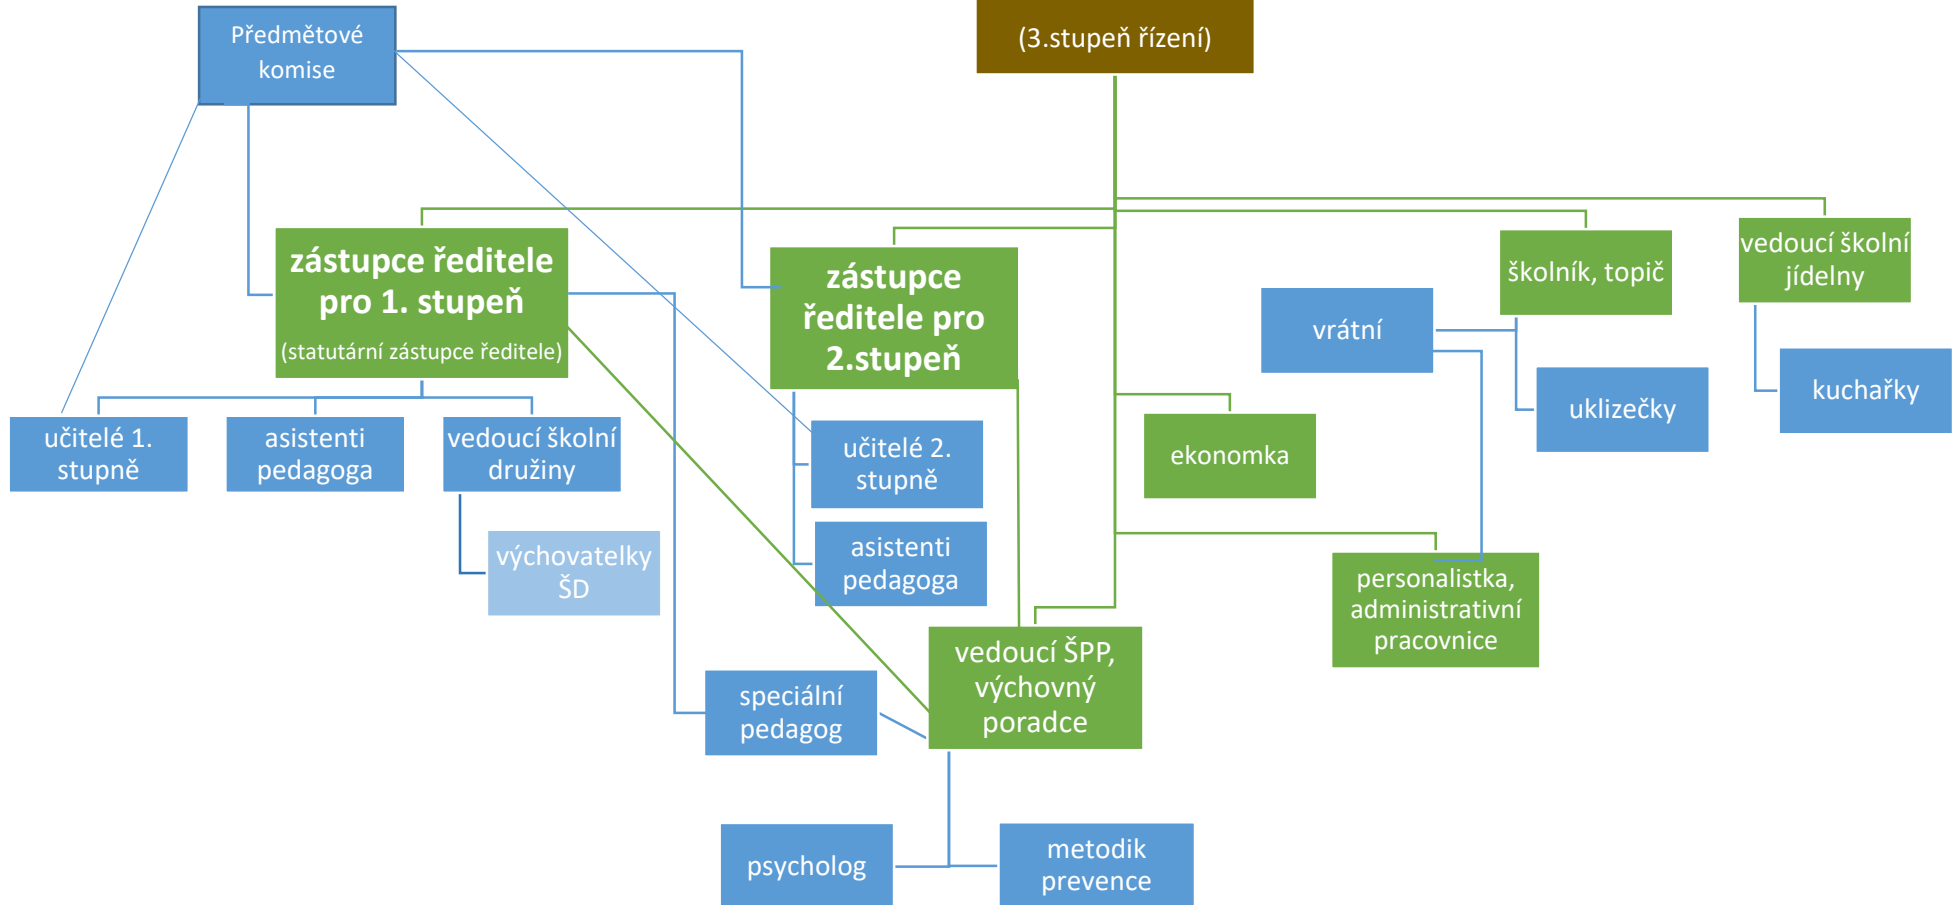 Předmětové
komise
(3.stupeň řízení)
zástupce ředitele
pro 1. stupeň
(statutární zástupce ředitele)
zástupce
ředitele pro
2.stupeň
školník, topič
vedoucí školní
jídelny
vrátní
uklizečky
kuchařky
učitelé 1.
stupně
asistenti
pedagoga
vedoucí školní
družiny
učitelé 2.
stupně
ekonomka
výchovatelky
ŠD
asistenti
pedagoga
personalistka,
administrativní
pracovnice
vedoucí ŠPP,
výchovný
poradce
speciální
pedagog
psycholog
metodik
prevence